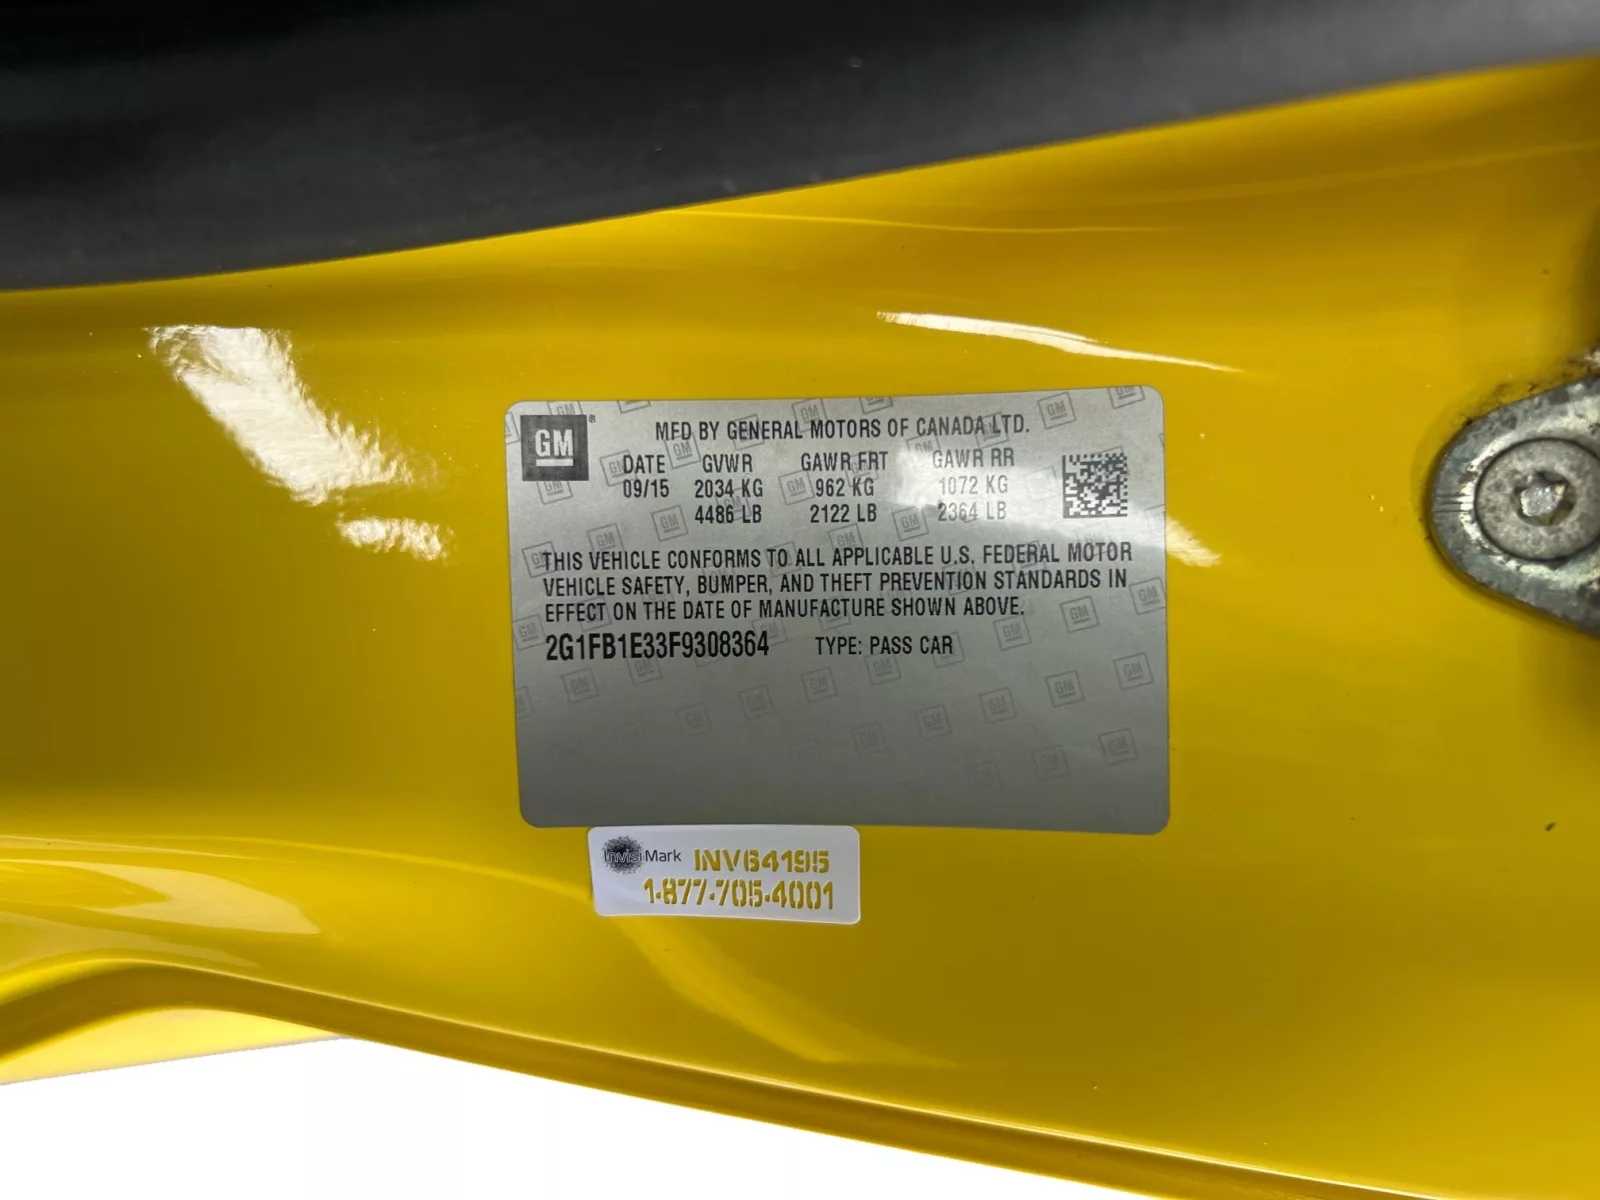 GM ®
MFD BY GENERAL MOTORS OF CANADA LTD.
DATE GVWR GAWR FRT GAWR RR
09/15 2034 KG 962 KG 1072 KG
4486 LB 2122 LB 2364 LB
THIS VEHICLE CONFORMS TO ALL APPLICABLE U.S. FEDERAL MOTOR
VEHICLE SAFETY, BUMPER, AND THEFT PREVENTION STANDARDS IN
EFFECT ON THE DATE OF MANUFACTURE SHOWN ABOVE.
2G1FB1E33F9308364 TYPE: PASS CAR
InvisiMark INV64195
1-877-705-4001